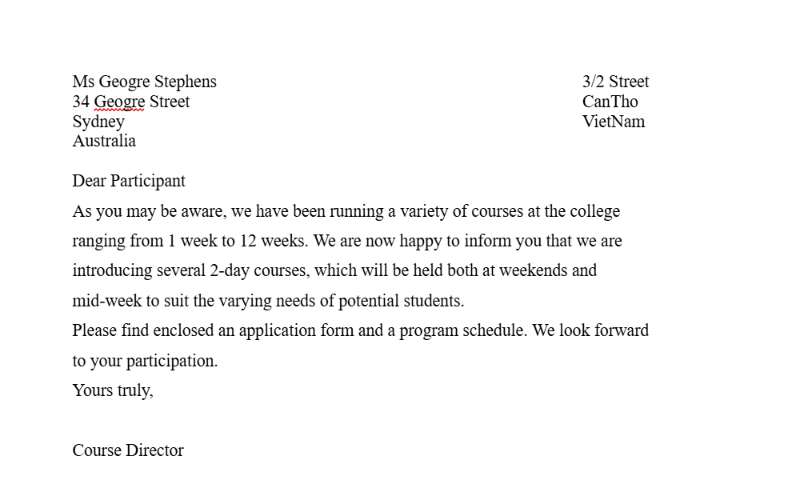 Ms Geogre Stephens
34 Geogre Street
Sydney
Australia
3/2 Street
CanTho
VietNam
Dear Participant
As you may be aware, we have been running a variety of courses at the college
ranging from 1 week to 12 weeks. We are now happy to inform you that we are
introducing several 2-day courses, which will be held both at weekends and
mid-week to suit the varying needs of potential students.
Please find enclosed an application form and a program schedule. We look forward
to your participation.
Yours truly,
Course Director